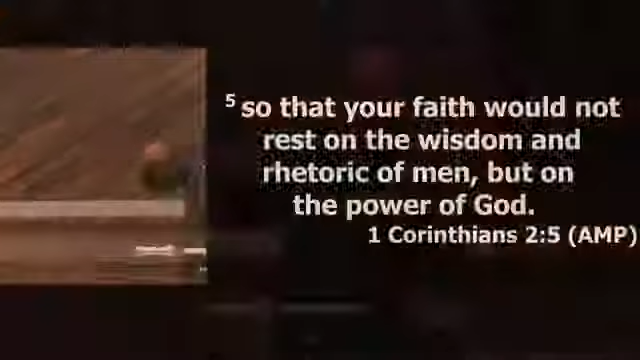 ⁵ so that your faith would not
rest on the wisdom and
rhetoric of men, but on
the power of God.
1 Corinthians 2:5 (AMP)